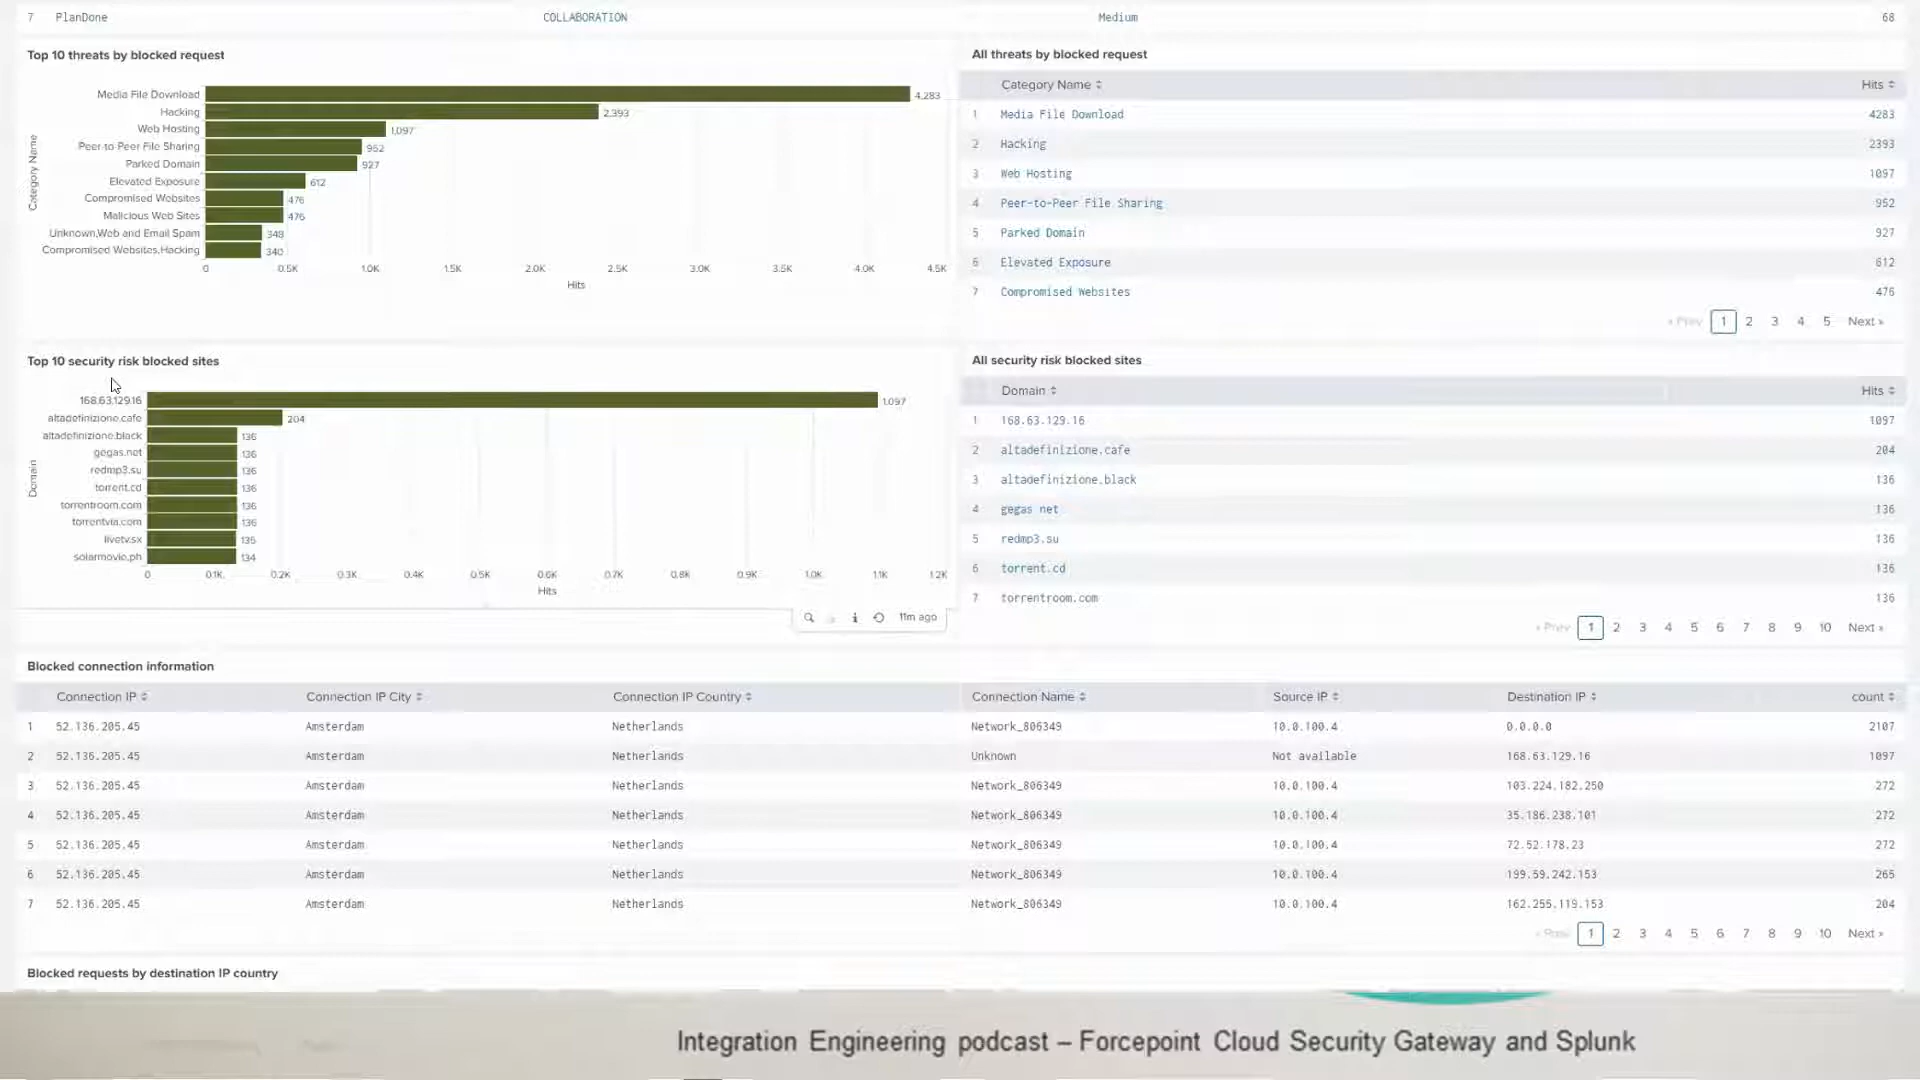 7 PlanDone COLLABORATION Medium 68
Top 10 threats by blocked request
Category Name
Media File Download 4,283
Hacking 2,393
Web Hosting 1,097
Peer-to-Peer File Sharing 952
Parked Domain 927
Elevated Exposure 612
Compromised Websites 476
Malicious Web Sites 476
Unknown,Web and Email Spam 348
Compromised Websites,Hacking 340
0 0.5K 1.0K 1.5K 2.0K 2.5K 3.0K 3.5K 4.0K 4.5K
Hits
All threats by blocked request
Category Name Hits
1 Media File Download 4283
2 Hacking 2393
3 Web Hosting 1097
4 Peer-to-Peer File Sharing 952
5 Parked Domain 927
6 Elevated Exposure 612
7 Compromised Websites 476
« Prev 1 2 3 4 5 Next »
Top 10 security risk blocked sites
Domain
168.63.129.16 1,097
altadefinizione.cafe 204
altadefinizione.black 136
gegas.net 136
redmp3.su 136
torrent.cd 136
torrentroom.com 136
torrentvia.com 136
livetv.sx 135
solarmovie.ph 134
0 0.1K 0.2K 0.3K 0.4K 0.5K 0.6K 0.7K 0.8K 0.9K 1.0K 1.1K 1.2K
Hits
11m ago
All security risk blocked sites
Domain Hits
1 168.63.129.16 1097
2 altadefinizione.cafe 204
3 altadefinizione.black 136
4 gegas.net 136
5 redmp3.su 136
6 torrent.cd 136
7 torrentroom.com 136
« Prev 1 2 3 4 5 6 7 8 9 10 Next »
Blocked connection information
Connection IP Connection IP City Connection IP Country Connection Name Source IP Destination IP count
1 52.136.205.45 Amsterdam Netherlands Network_806349 10.0.100.4 0.0.0.0 2107
2 52.136.205.45 Amsterdam Netherlands Unknown Not available 168.63.129.16 1097
3 52.136.205.45 Amsterdam Netherlands Network_806349 10.0.100.4 103.224.182.250 272
4 52.136.205.45 Amsterdam Netherlands Network_806349 10.0.100.4 35.186.238.101 272
5 52.136.205.45 Amsterdam Netherlands Network_806349 10.0.100.4 72.52.178.23 272
6 52.136.205.45 Amsterdam Netherlands Network_806349 10.0.100.4 199.59.242.153 265
7 52.136.205.45 Amsterdam Netherlands Network_806349 10.0.100.4 162.255.119.153 204
« Prev 1 2 3 4 5 6 7 8 9 10 Next »
Blocked requests by destination IP country
Integration Engineering podcast – Forcepoint Cloud Security Gateway and Splunk